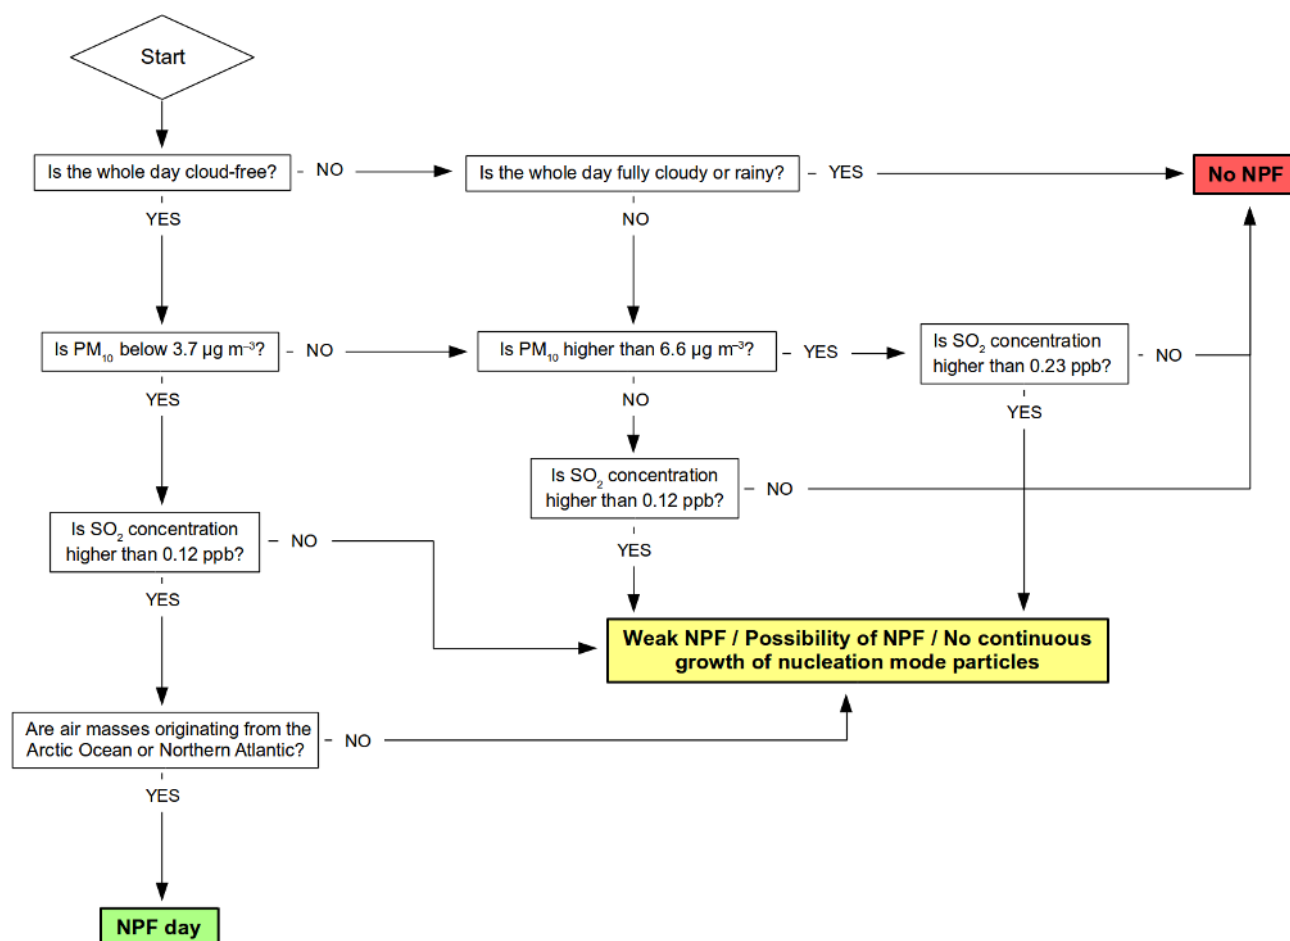 Start
Is the whole day cloud-free?
NO
Is the whole day fully cloudy or rainy?
YES
No NPF
YES
NO
Is PM₁₀ below 3.7 µg m⁻³?
NO
Is PM₁₀ higher than 6.6 µg m⁻³?
YES
Is SO₂ concentration
higher than 0.23 ppb?
NO
YES
NO
YES
Is SO₂ concentration
higher than 0.12 ppb?
NO
Is SO₂ concentration
higher than 0.12 ppb?
NO
YES
YES
Weak NPF / Possibility of NPF / No continuous
growth of nucleation mode particles
Are air masses originating from the
Arctic Ocean or Northern Atlantic?
NO
YES
NPF day